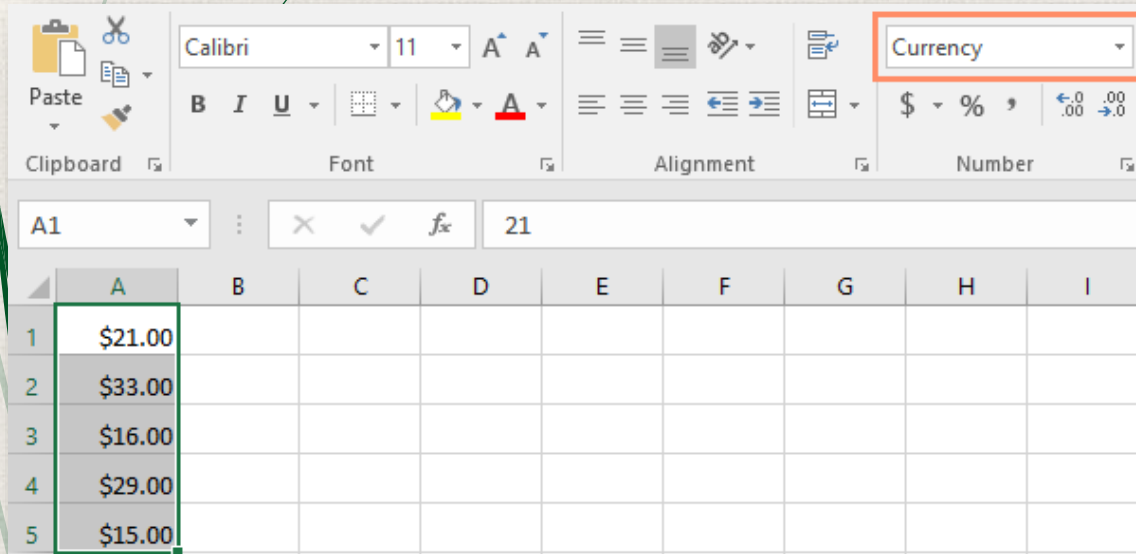 Calibri 11 A A Currency
Paste B I U A $ % , .0 .00 .00 .0
Clipboard Font Alignment Number
A1 fx 21
A B C D E F G H I
1 $21.00
2 $33.00
3 $16.00
4 $29.00
5 $15.00